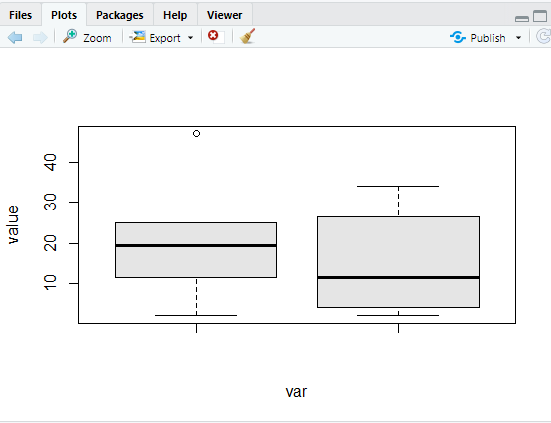 Files Plots Packages Help Viewer
Zoom Export Publish
40
30
20
10
value
var